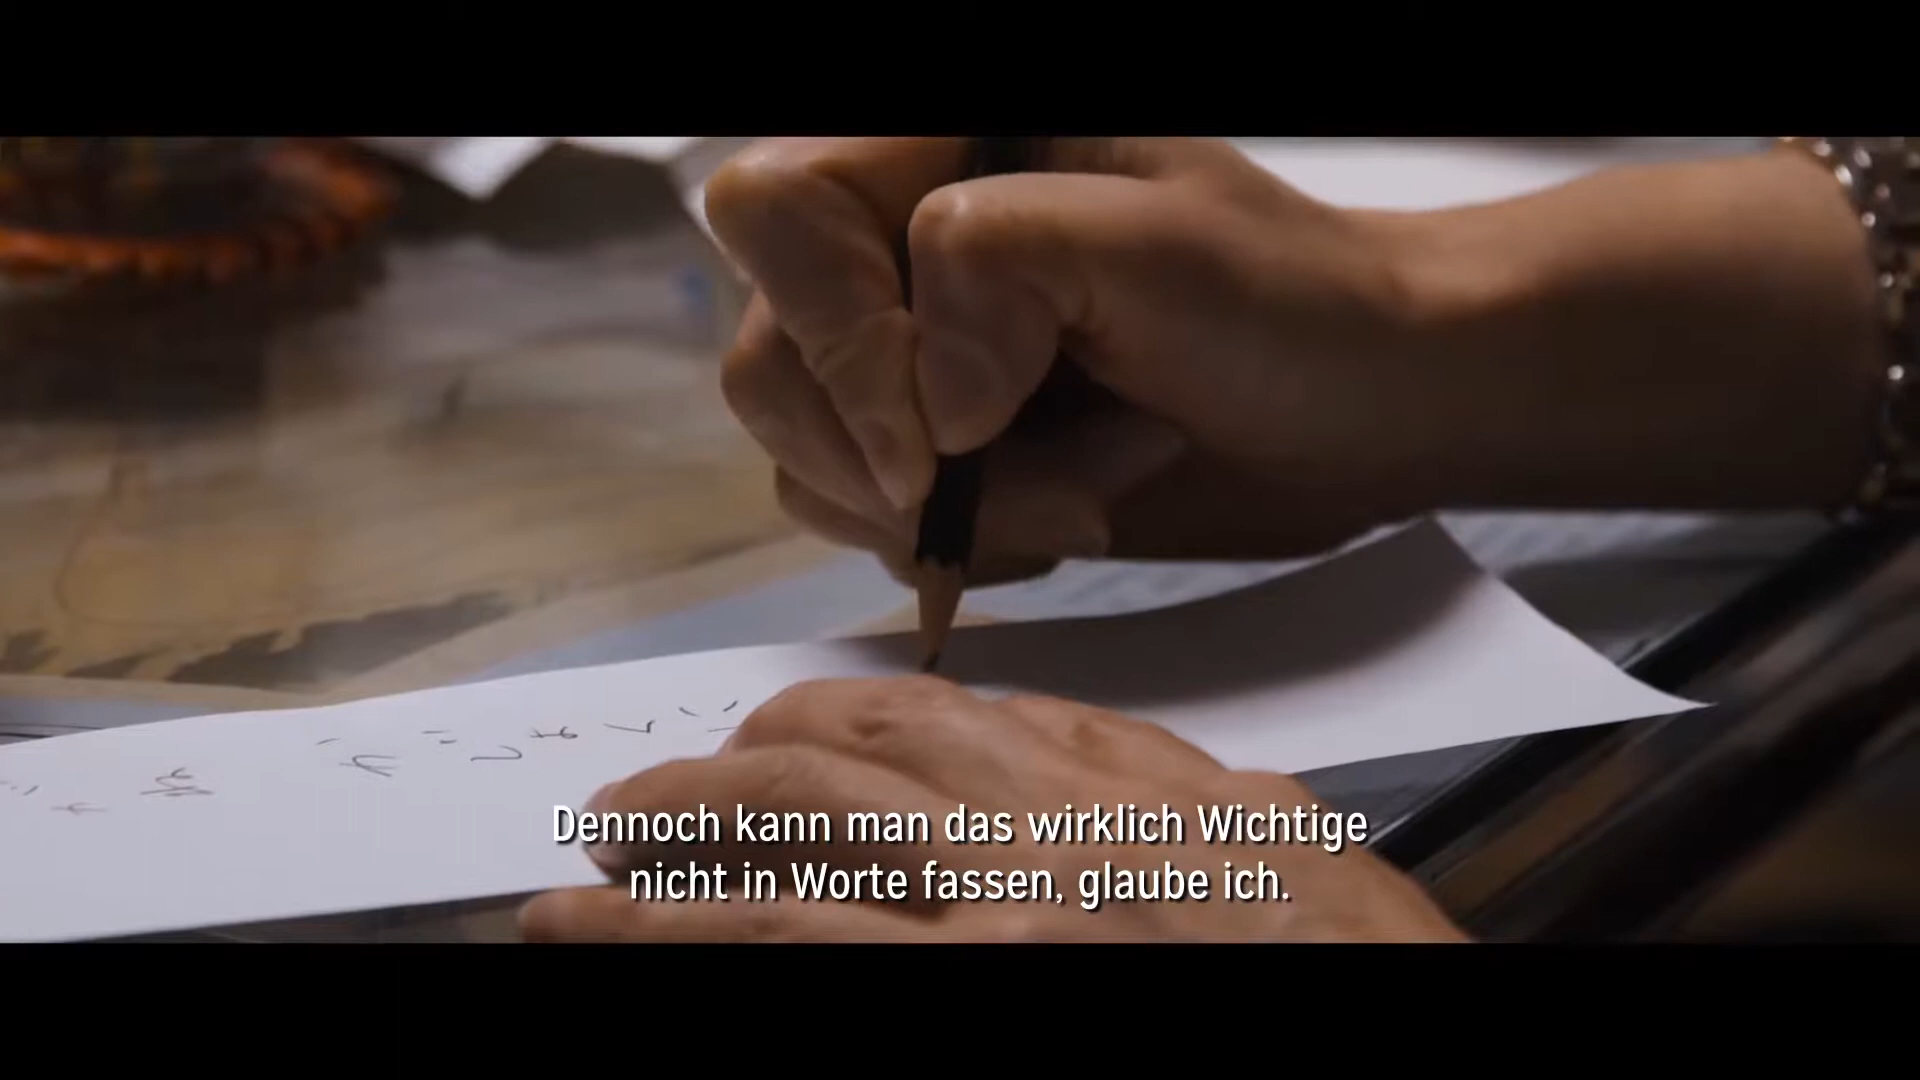 Dennoch kann man das wirklich Wichtige
nicht in Worte fassen, glaube ich.